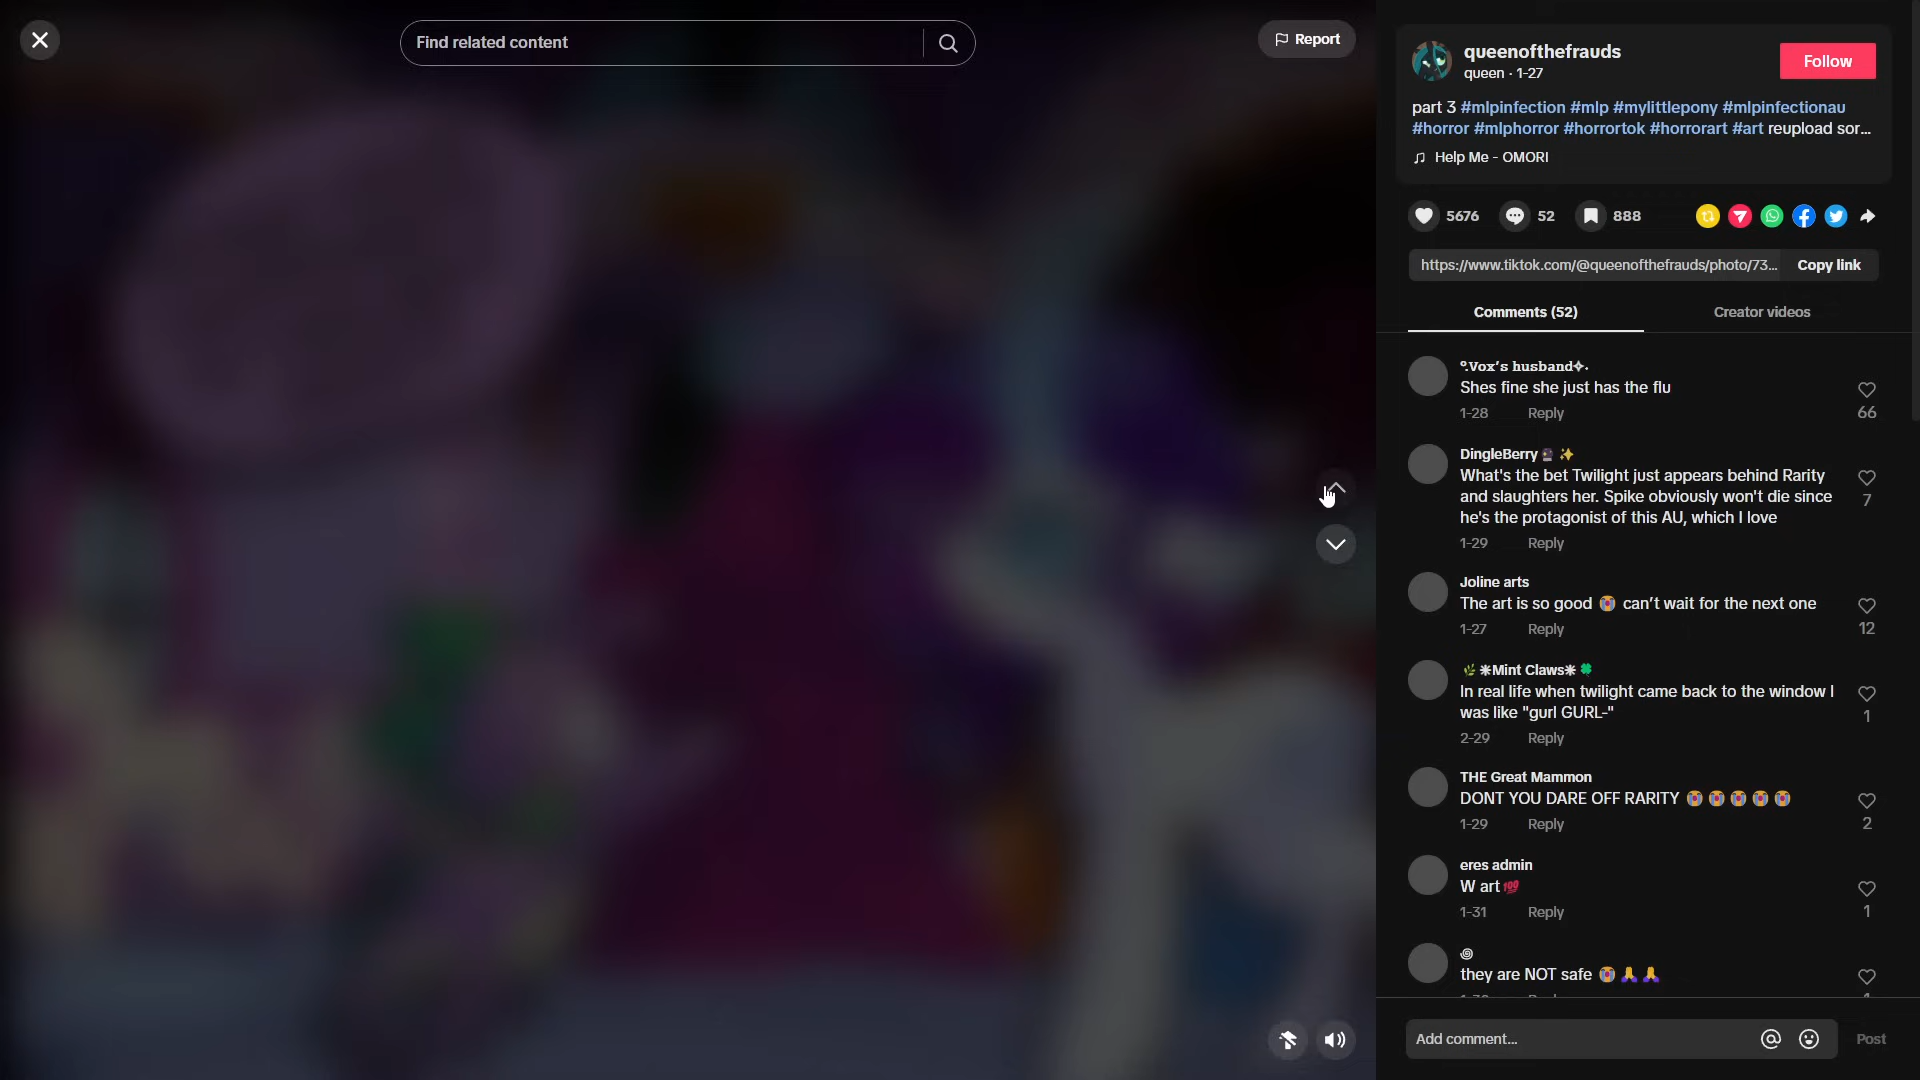 Find related content
Report
queenofthefrauds
queen · 1-27
Follow
part 3 #mlpinfection #mlp #mylittlepony #mlpinfectionau
#horror #mlphorror #horrortok #horrorart #art reupload sor...
Help Me - OMORI
5676
52
888
https://www.tiktok.com/@queenofthefrauds/photo/73...
Copy link
Comments (52)
Creator videos
°.Vox's husband✧.
Shes fine she just has the flu
1-28 Reply
66
DingleBerry🔮✨
What's the bet Twilight just appears behind Rarity
and slaughters her. Spike obviously won't die since
he's the protagonist of this AU, which I love
1-29 Reply
7
Joline arts
The art is so good 😭 can't wait for the next one
1-27 Reply
12
🌿✳Mint Claws✳🍀
In real life when twilight came back to the window I
was like "gurl GURL-"
2-29 Reply
1
THE Great Mammon
DONT YOU DARE OFF RARITY 😭😭😭😭😭
1-29 Reply
2
eres admin
W art💯
1-31 Reply
1
they are NOT safe 😭🙏🙏
Add comment...
Post